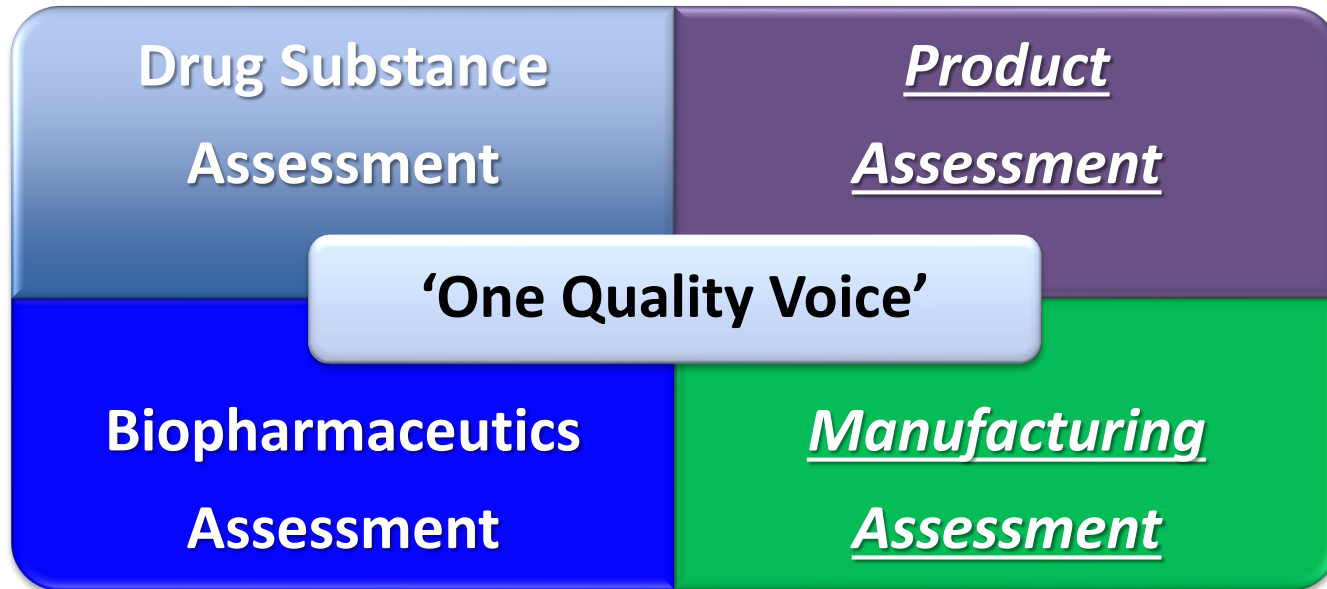 Drug Substance
Assessment
Product
Assessment
‘One Quality Voice’
Biopharmaceutics
Assessment
Manufacturing
Assessment